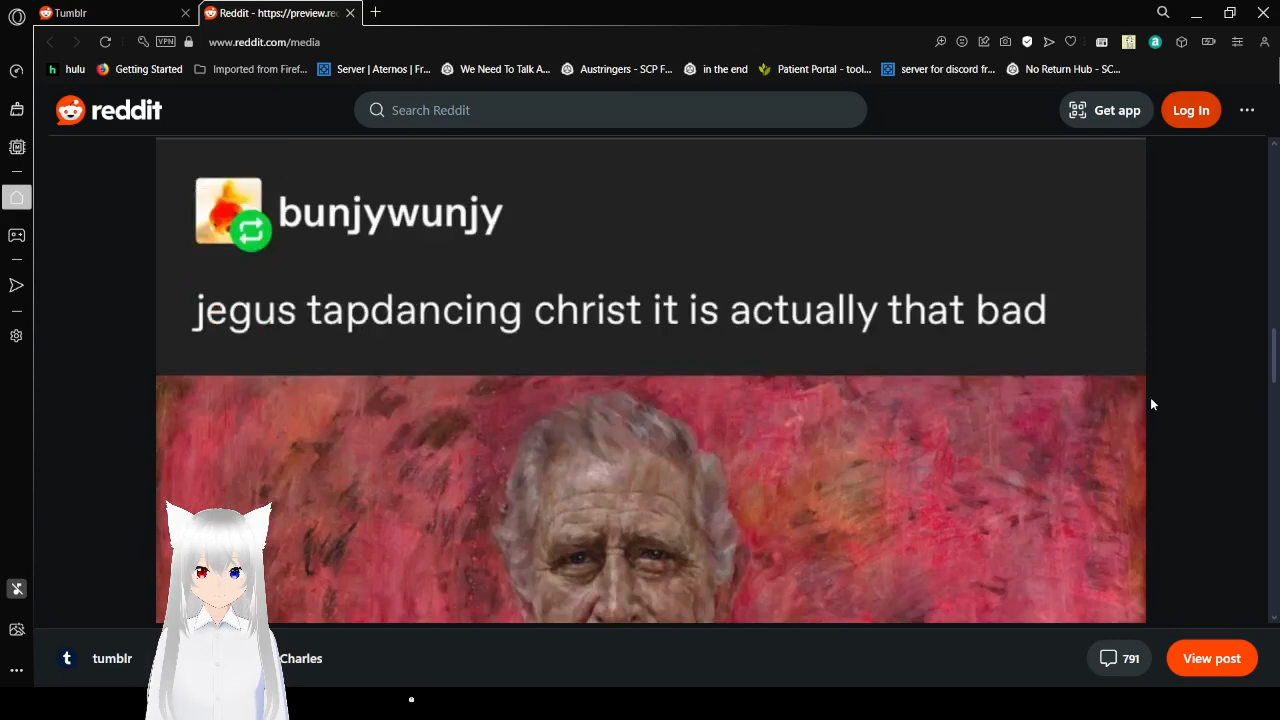 Tumblr
Reddit - https://preview.re
VPN
www.reddit.com/media
hulu
Getting Started
Imported from Firef...
Server | Aternos | Fr...
We Need To Talk A...
Austringers - SCP F...
in the end
Patient Portal - tool...
server for discord fr...
No Return Hub - SC...
reddit
Search Reddit
Get app
Log In
bunjywunjy
jegus tapdancing christ it is actually that bad
tumblr
Charles
791
View post